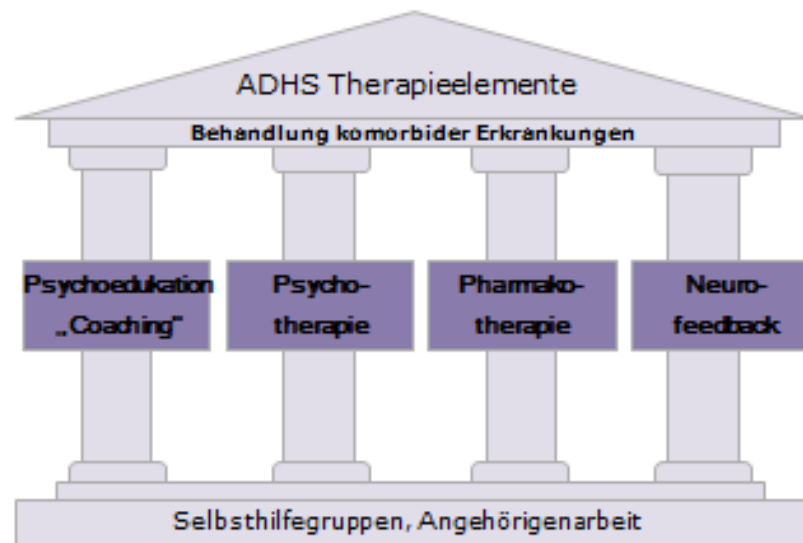 ADHS Therapieelemente
Behandlung komorbider Erkrankungen
Psychoedukation
„Coaching“
Psycho-
therapie
Pharmako-
therapie
Neuro-
feedback
Selbsthilfegruppen, Angehörigenarbeit